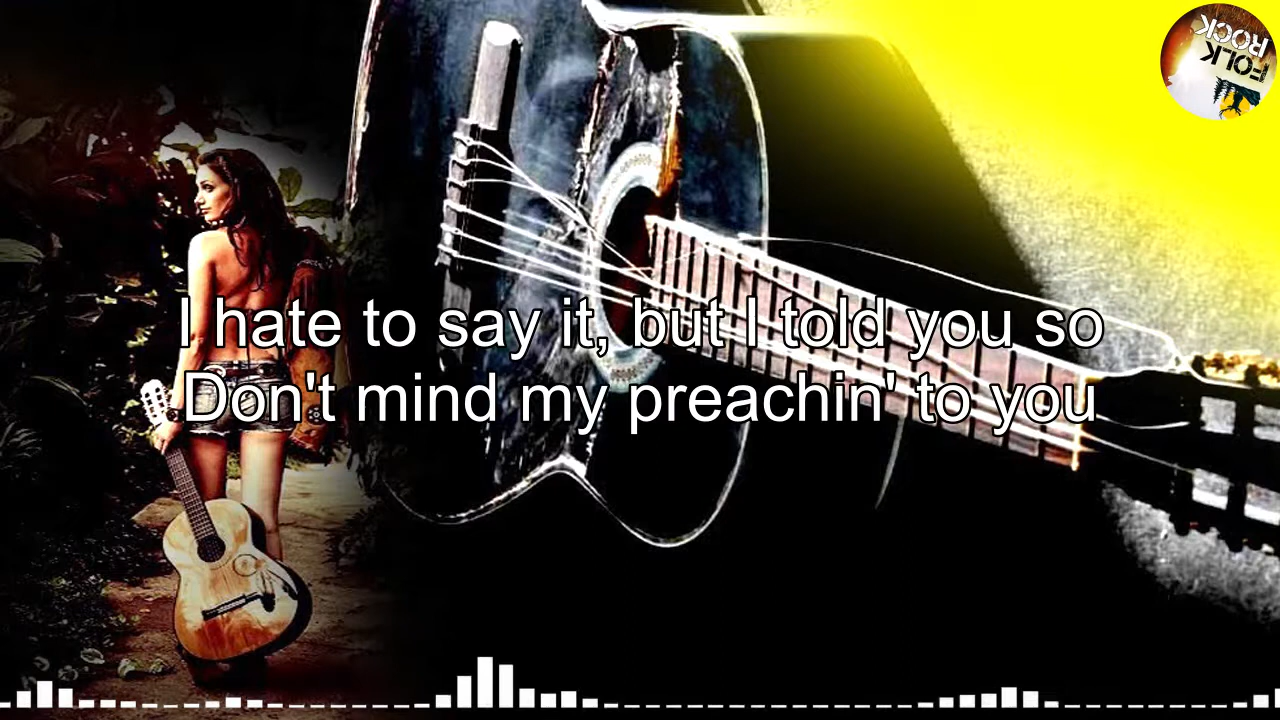 I hate to say it, but I told you so
Don't mind my preachin' to you
FOLK
ROCK